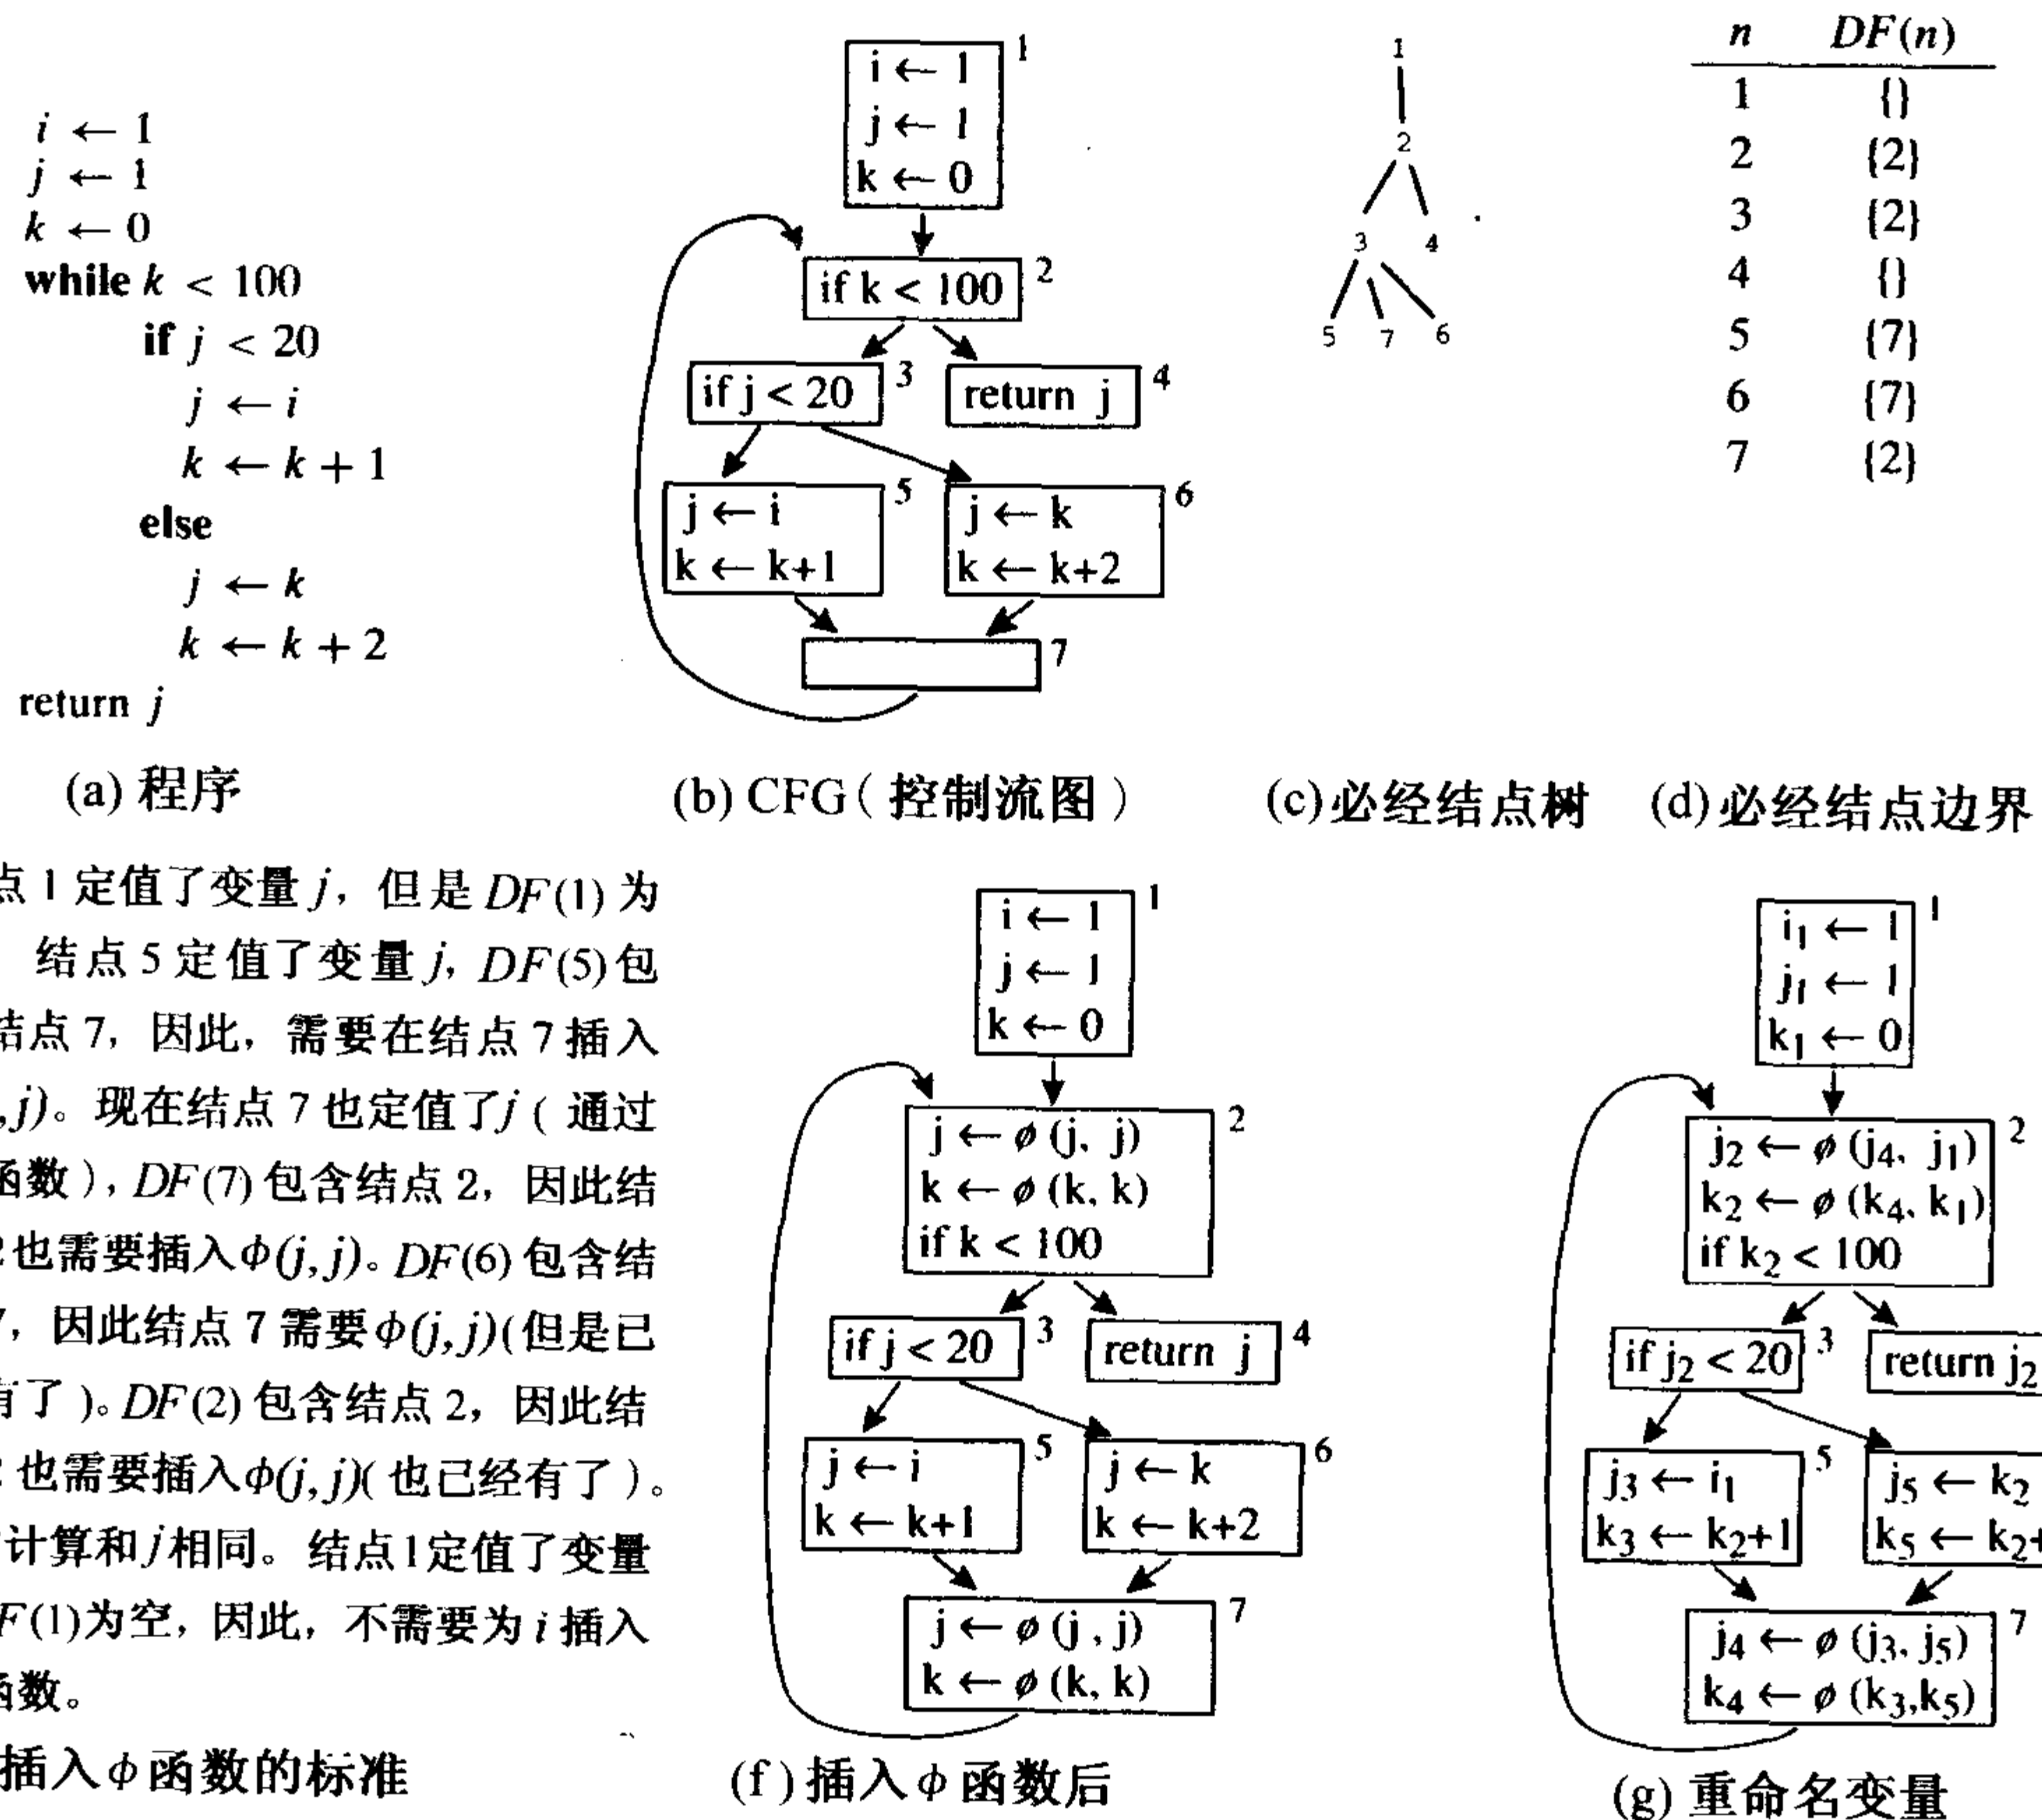 i ← 1
j ← 1
k ← 0
while k < 100
if j < 20
j ← i
k ← k + 1
else
j ← k
k ← k + 2
return j
(a) 程序
1
i ← 1
j ← 1
k ← 0
2
if k < 100
3
if j < 20
4
return j
5
j ← i
k ← k+1
6
j ← k
k ← k+2
7
(b) CFG（控制流图）
1
2
3 4
5 7 6
(c)必经结点树
n DF(n)
1 {}
2 {2}
3 {2}
4 {}
5 {7}
6 {7}
7 {2}
(d)必经结点边界
点 1 定值了变量 j，但是 DF(1) 为
结点 5 定值了变量 j, DF(5) 包
结点 7，因此，需要在结点 7 插入
,j)。现在结点 7 也定值了 j（通过
函数），DF(7) 包含结点 2，因此结
2 也需要插入ϕ(j,j)。DF(6) 包含结
7，因此结点 7 需要ϕ(j,j)(但是已
有了)。DF(2) 包含结点 2，因此结
2 也需要插入ϕ(j,j)(也已经有了)。
计算和j相同。结点1定值了变量
F(1)为空，因此，不需要为 i 插入
函数。
插入ϕ函数的标准
1
i ← 1
j ← 1
k ← 0
2
j ← ø (j, j)
k ← ø (k, k)
if k < 100
3
if j < 20
4
return j
5
j ← i
k ← k+1
6
j ← k
k ← k+2
7
j ← ø (j , j)
k ← ø (k, k)
(f)插入ϕ函数后
1
i₁ ← 1
j₁ ← 1
k₁ ← 0
2
j₂ ← ø (j₄, j₁)
k₂ ← ø (k₄, k₁)
if k₂ < 100
3
if j₂ < 20
return j₂
5
j₃ ← i₁
k₃ ← k₂+1
j₅ ← k₂
k₅ ← k₂+
7
j₄ ← ø (j₃, j₅)
k₄ ← ø (k₃,k₅)
(g) 重命名变量